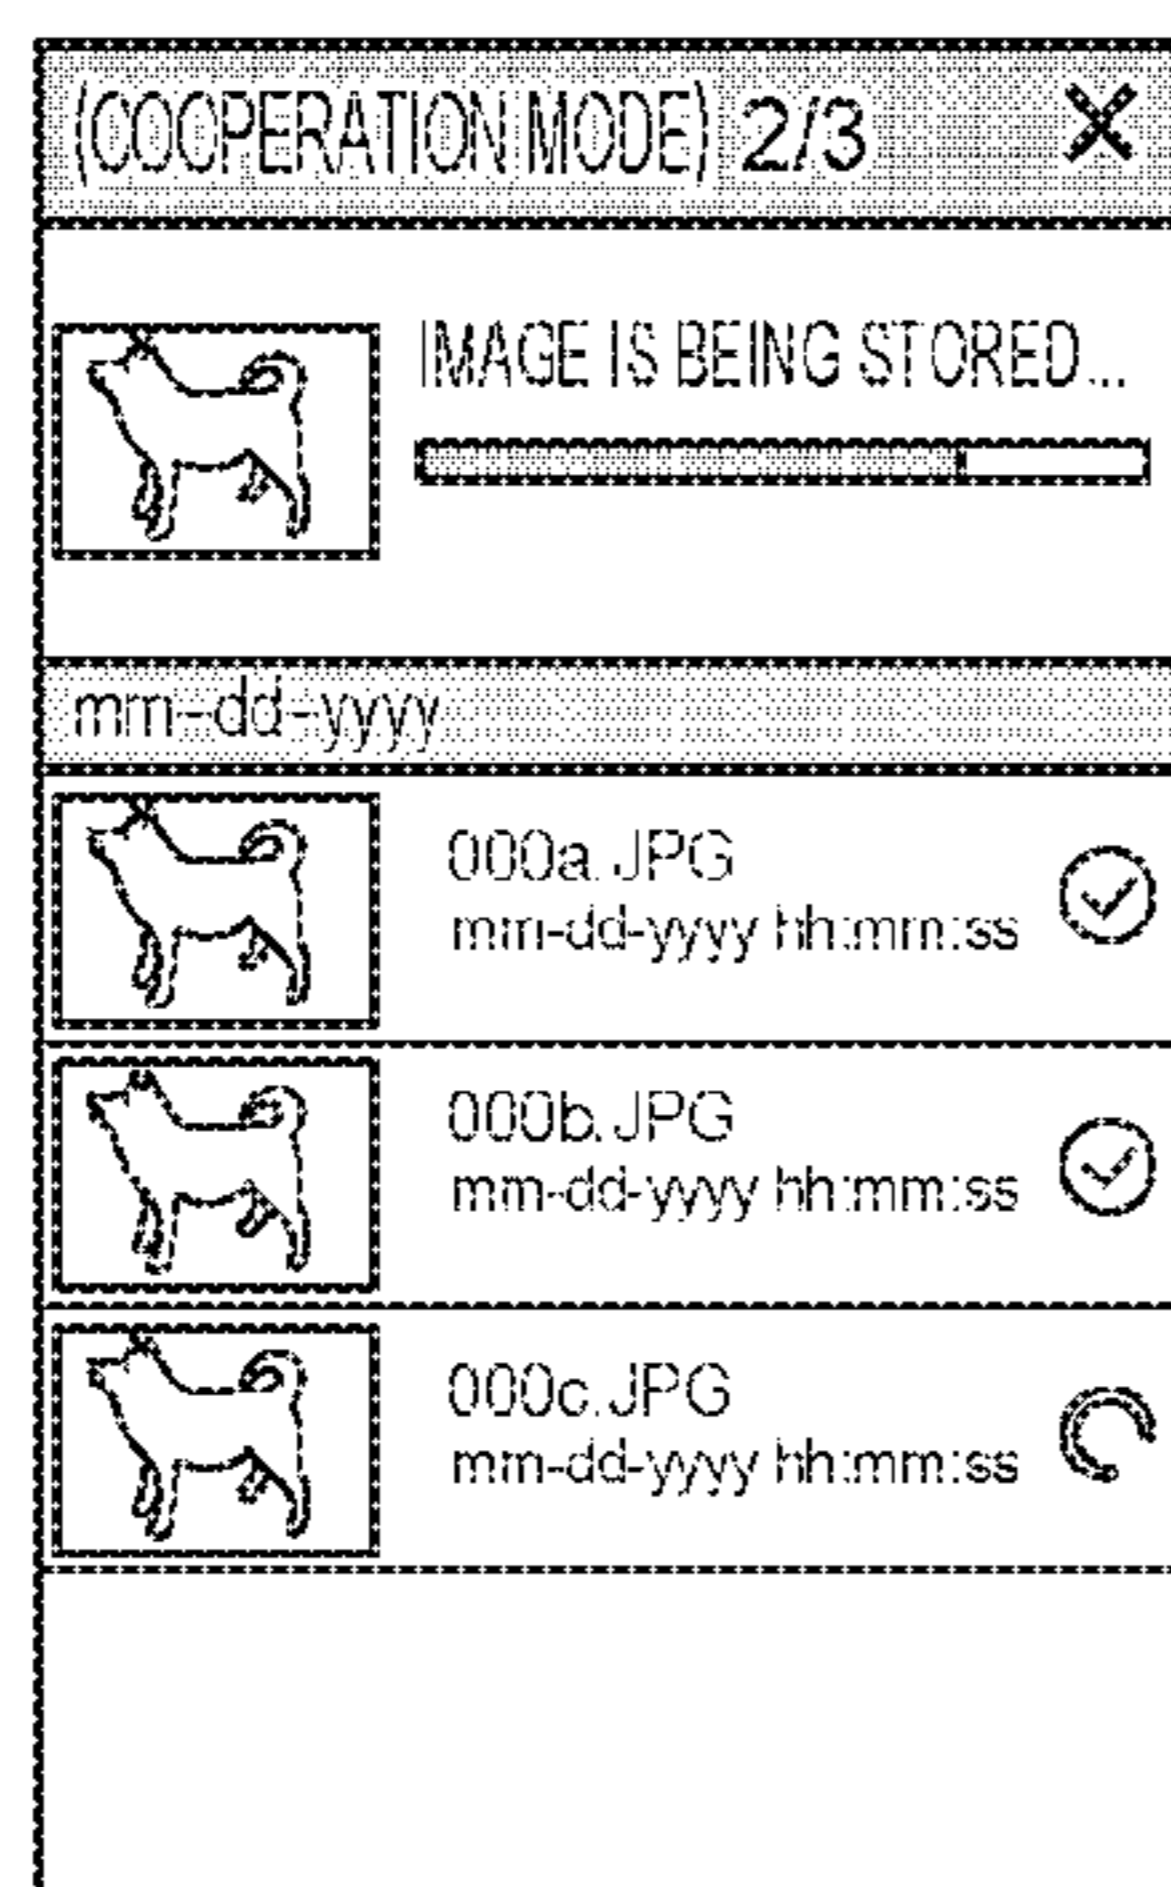 (COOPERATION MODE) 2/3
IMAGE IS BEING STORED...
mm-dd-yyyy
000a.JPG
mm-dd-yyyy hh:mm:ss
000b.JPG
mm-dd-yyyy hh:mm:ss
000c.JPG
mm-dd-yyyy hh:mm:ss